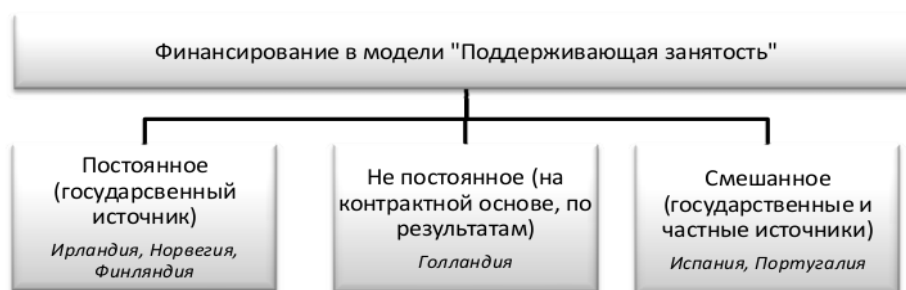 Финансирование в модели "Поддерживающая занятость"
Постоянное
(государсвенный
источник)
Ирландия, Норвегия,
Финляндия
Не постоянное (на
контрактной основе, по
результатам)
Голландия
Смешанное
(государственные и
частные источники)
Испания, Португалия